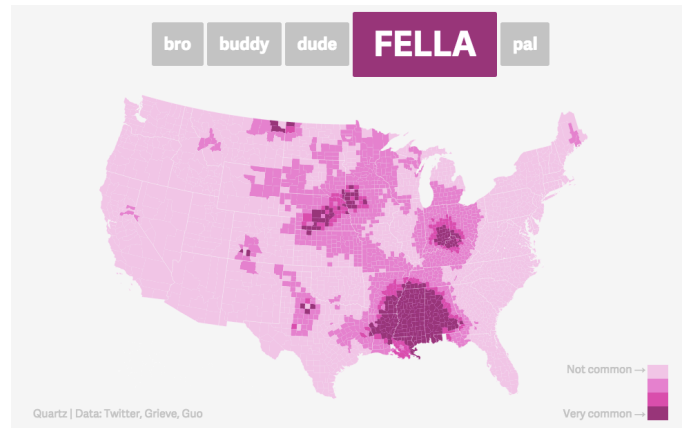 bro buddy dude FELLA pal
Not common →
Very common →
Quartz | Data: Twitter, Grieve, Guo